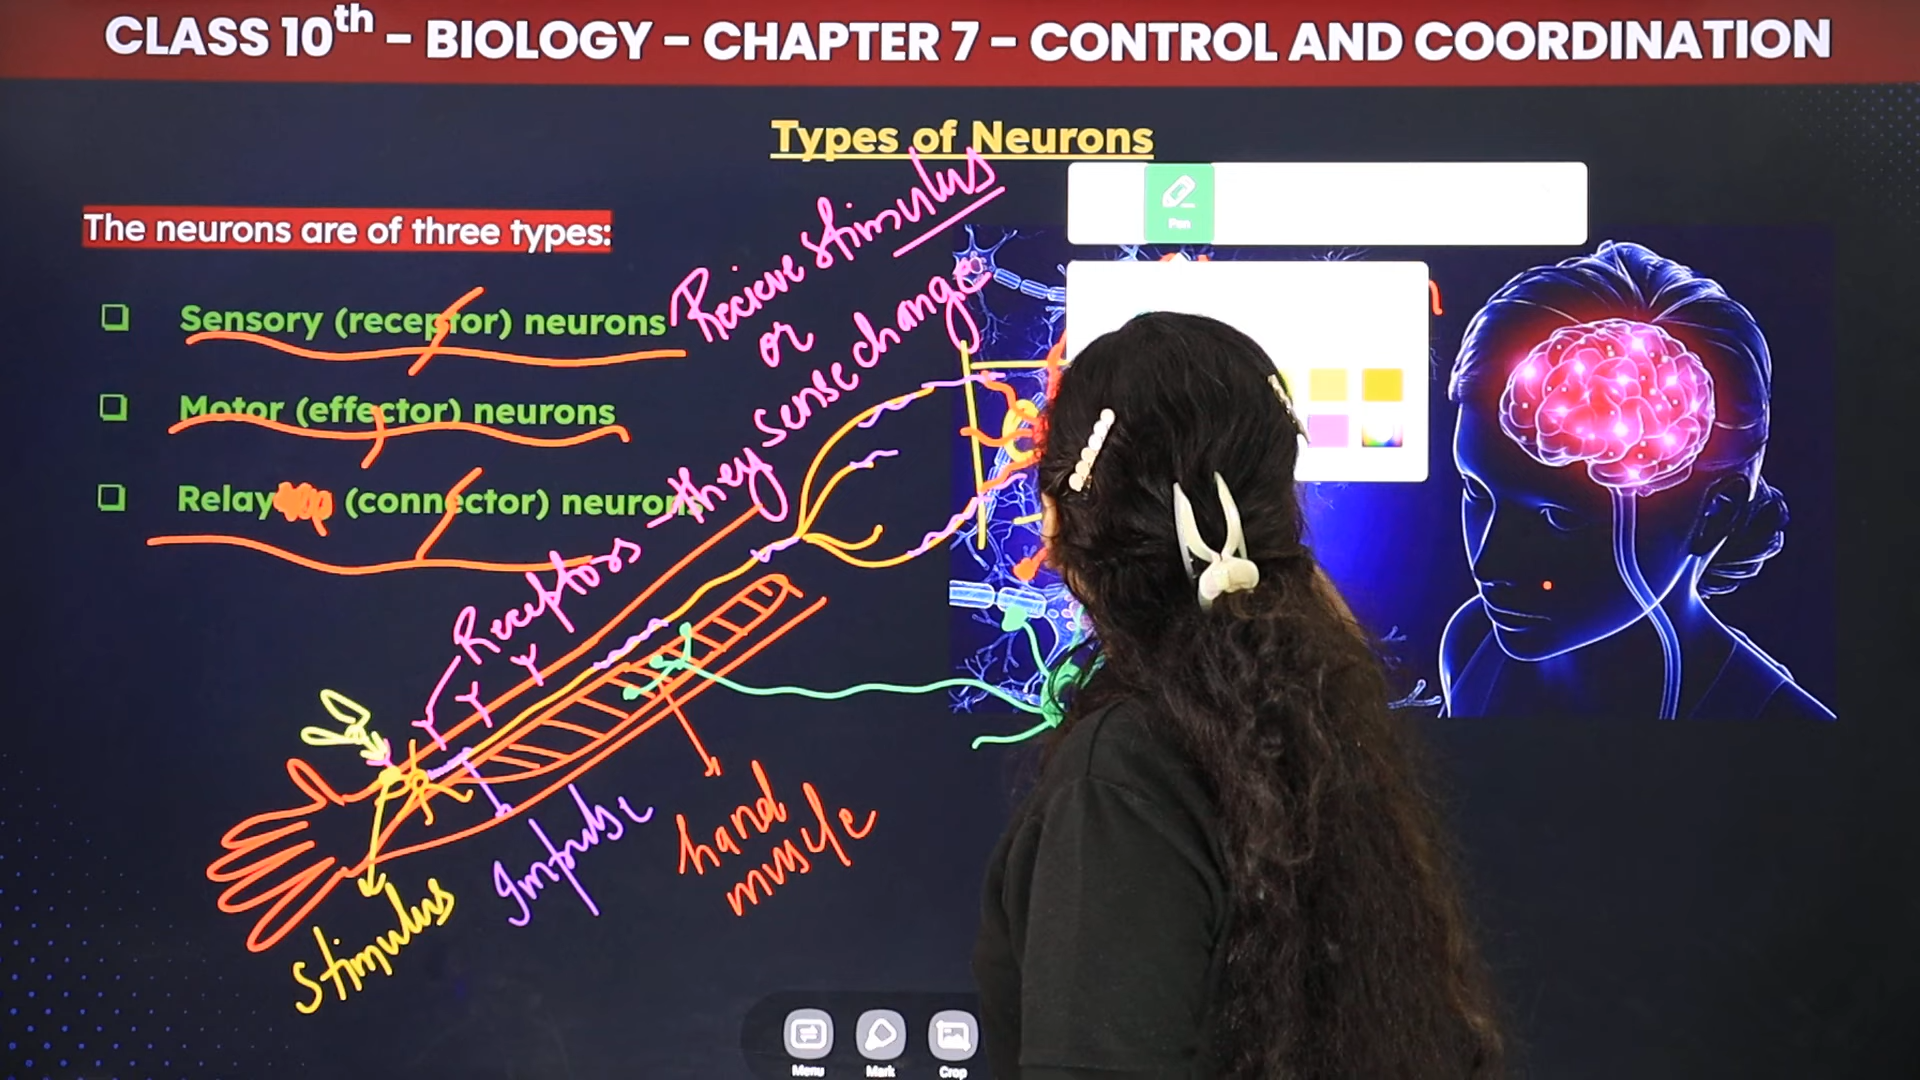 CLASS 10th - BIOLOGY - CHAPTER 7 - CONTROL AND COORDINATION
Types of Neurons
The neurons are of three types:
Sensory (receptor) neurons
Motor (effector) neurons
Relay (connector) neurons
Receptors - they sense change
or
Recieve stimulus
Stimulus
Impulse
hand
muscle
Pen
Menu
Mark
Crop